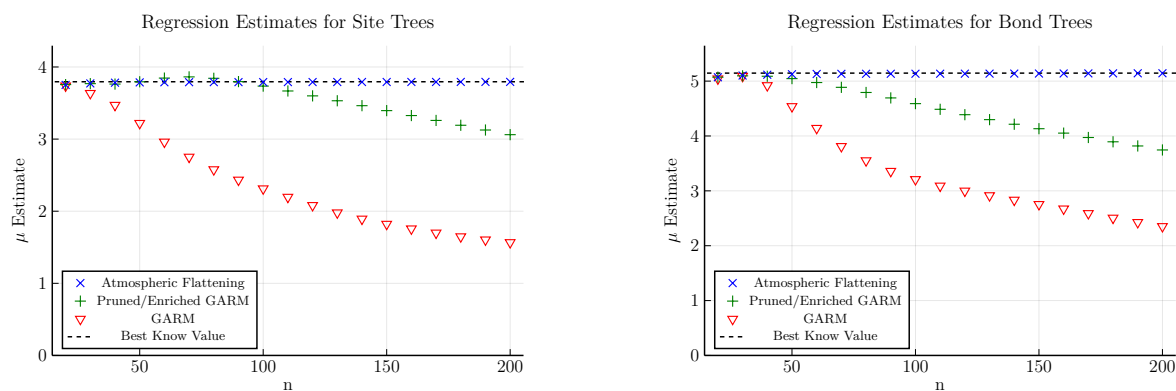 Regression Estimates for Site Trees
μ Estimate
4
3
2
1
0
50
100
150
200
n
Atmospheric Flattening
Pruned/Enriched GARM
GARM
Best Know Value
Regression Estimates for Bond Trees
μ Estimate
5
4
3
2
1
0
50
100
150
200
n
Atmospheric Flattening
Pruned/Enriched GARM
GARM
Best Know Value